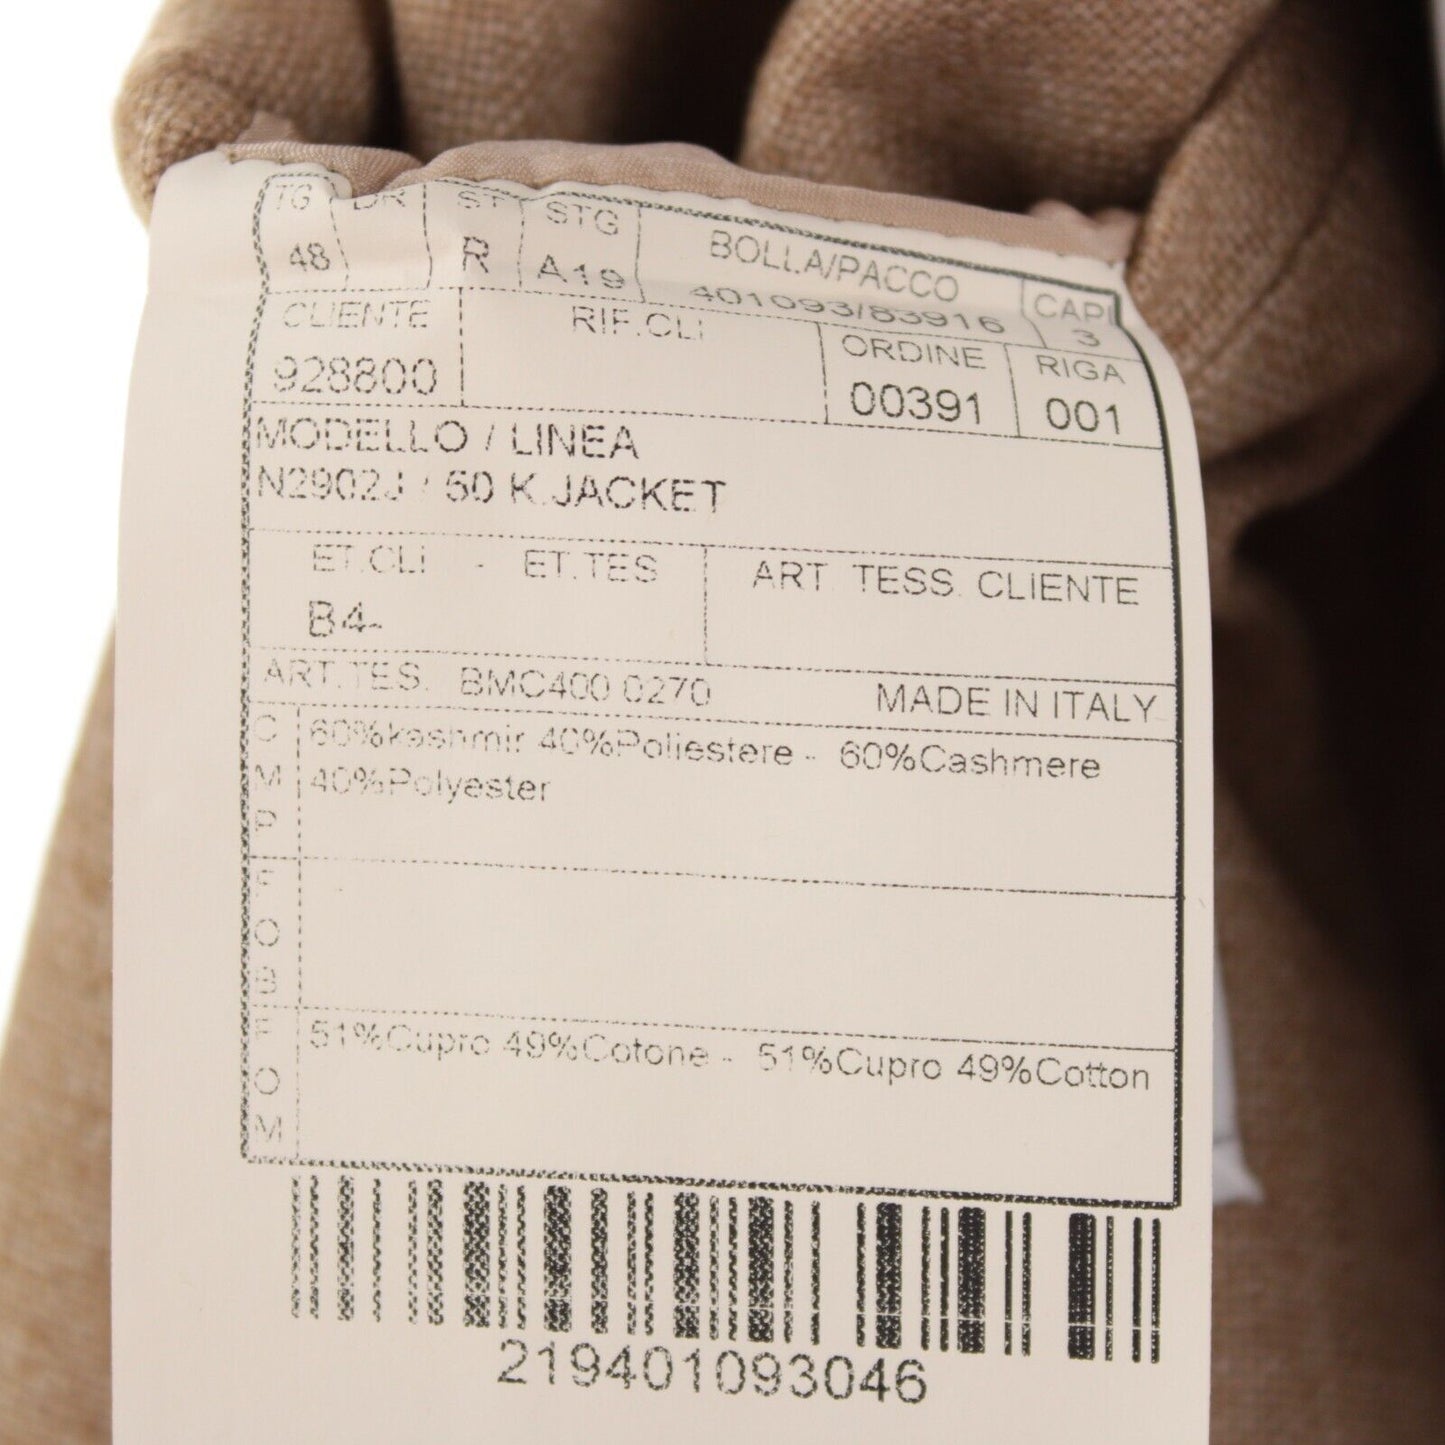 TG DR ST STG BOLLA/PACCO CAPI
48 R A19 401093/83916 3
CLIENTE RIF.CLI ORDINE RIGA
928800 00391 001
MODELLO / LINEA
N2902J / 50 K.JACKET
ET.CLI - ET.TES ART. TESS. CLIENTE
B4-
ART.TES. BMC400 0270 MADE IN ITALY
C 60%kashmir 40%Poliestere - 60%Cashmere
M 40%Polyester
P
F
O
B
F 51%Cupro 49%Cotone - 51%Cupro 49%Cotton
O
M
219401093046